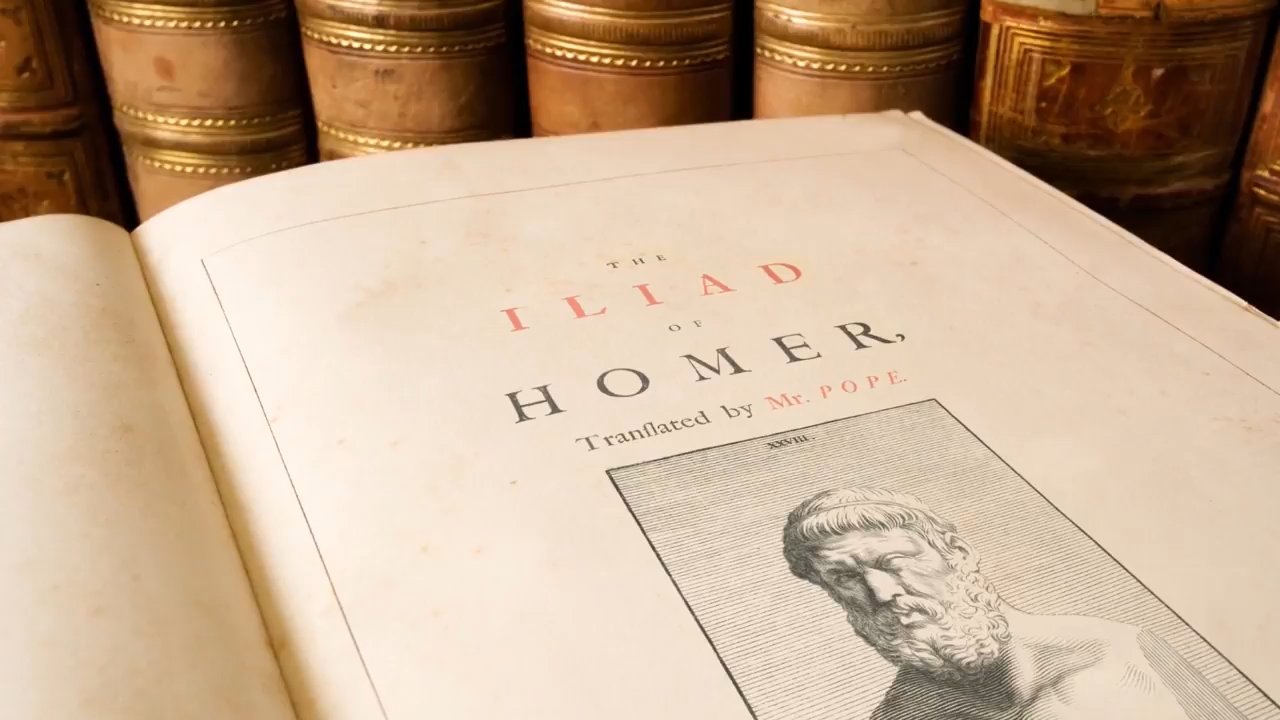 THE
ILIAD
OF
HOMER,
Tranſlated by Mr. POPE.
XXVIII.